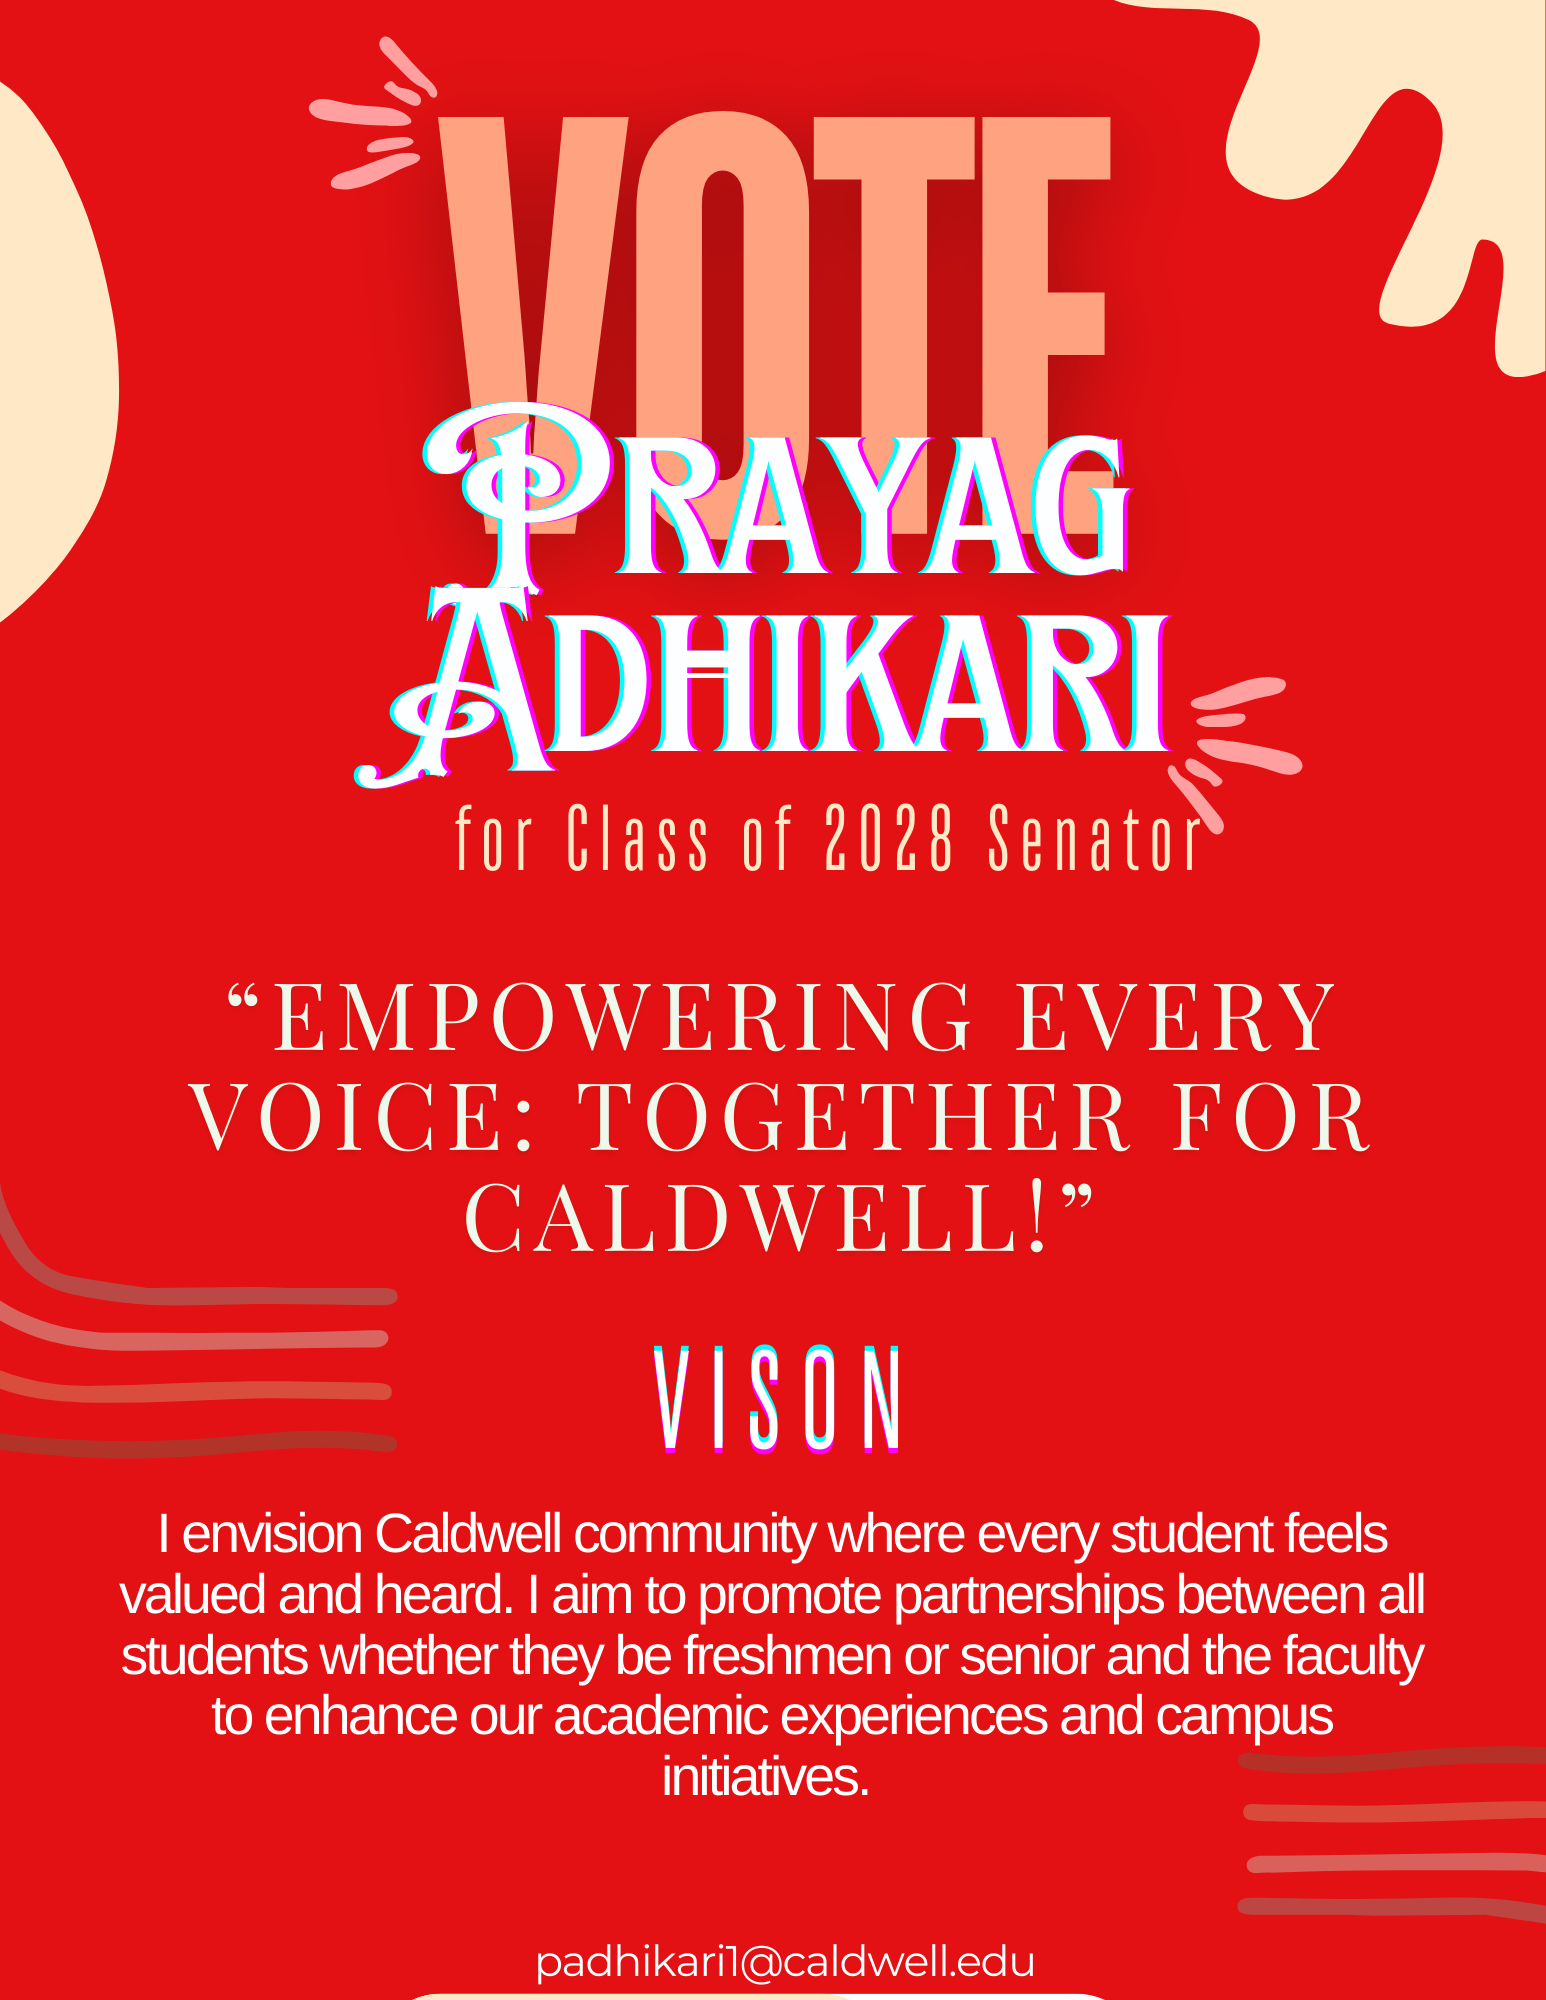 VOTE
PRAYAG
ADHIKARI
for Class of 2028 Senator
“EMPOWERING EVERY
VOICE: TOGETHER FOR
CALDWELL!”
VISON
I envision Caldwell community where every student feels
valued and heard. I aim to promote partnerships between all
students whether they be freshmen or senior and the faculty
to enhance our academic experiences and campus
initiatives.
padhikari1@caldwell.edu